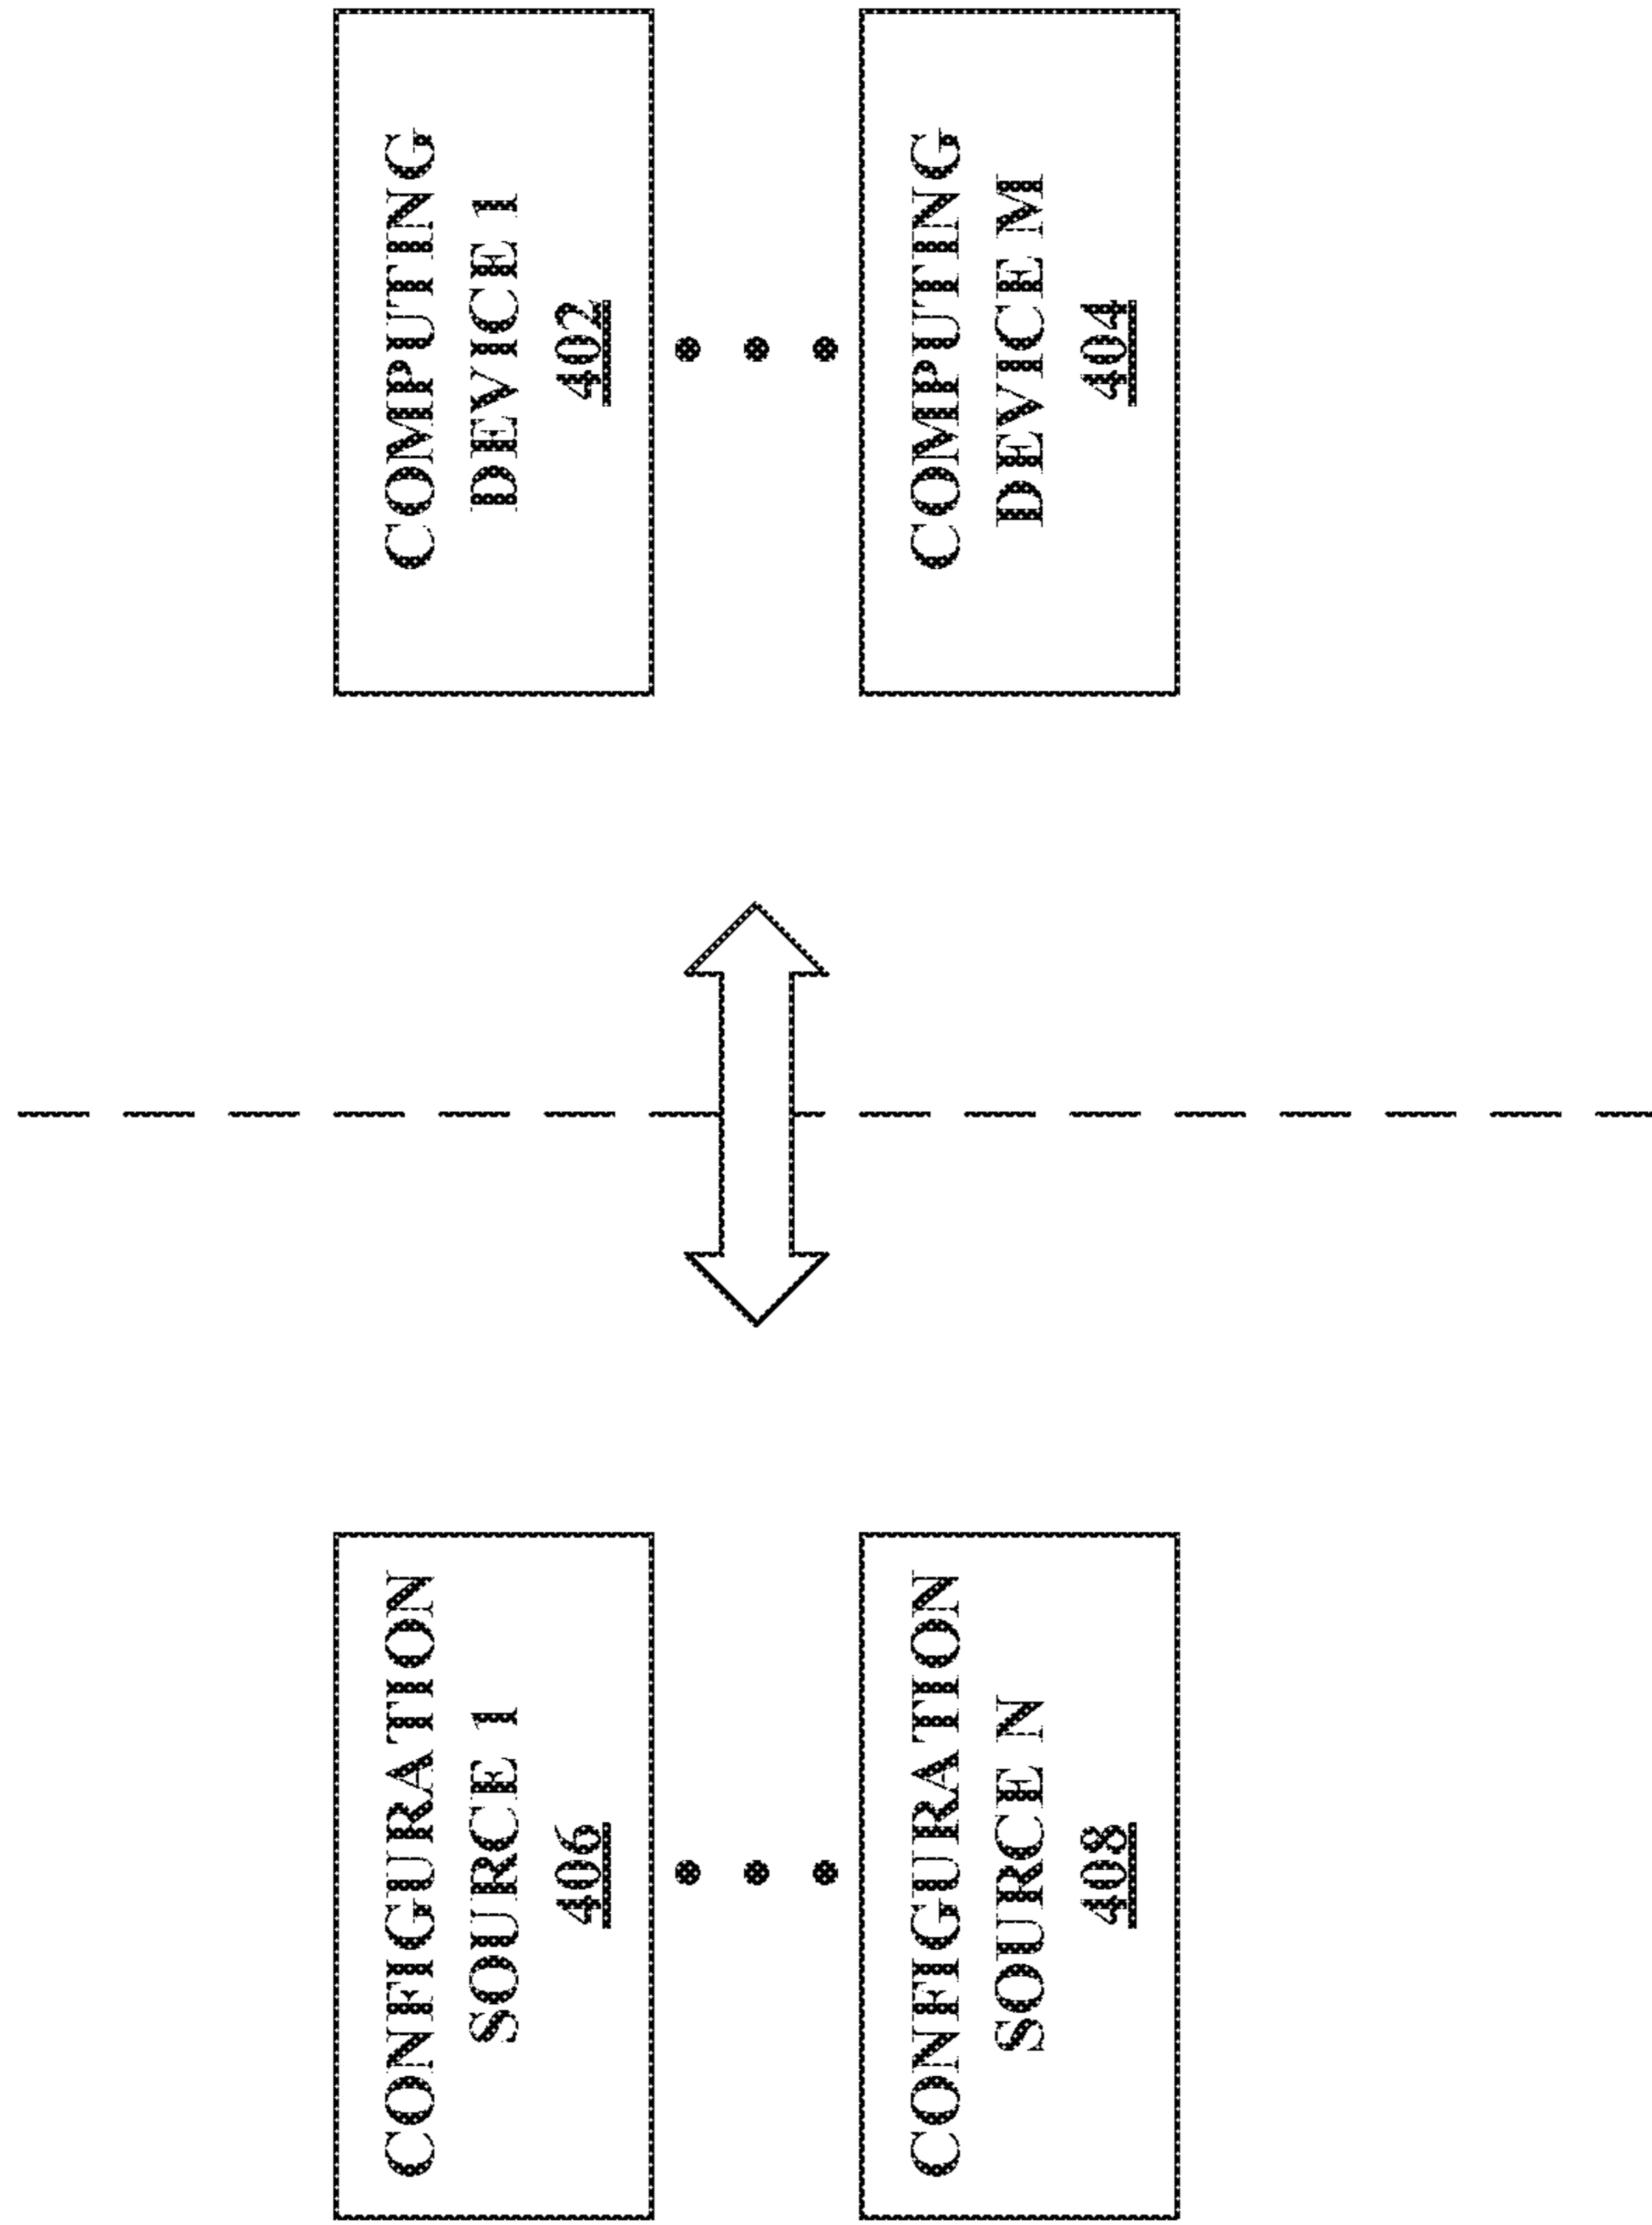 CONFIGURATION
SOURCE 1
406
CONFIGURATION
SOURCE N
408
COMPUTING
DEVICE 1
402
COMPUTING
DEVICE M
404